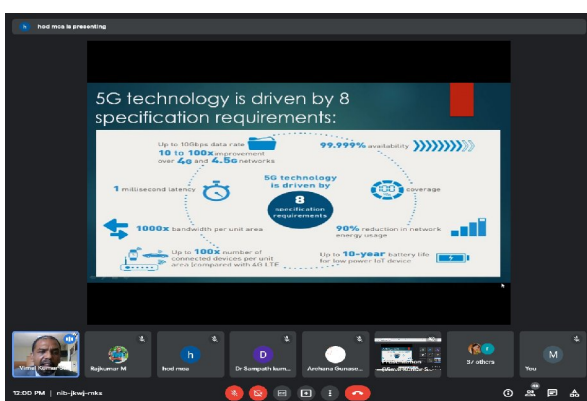 h hod mca is presenting
5G technology is driven by 8
specification requirements:
Up to 10Gbps data rate
10 to 100x improvement
over 4G and 4.5G networks
99.999% availability
1 millisecond latency
5G technology
is driven by
8
specification
requirements
100 coverage
1000x bandwidth per unit area
90% reduction in network
energy usage
Up to 100x number of
connected devices per unit
area (compared with 4G LTE
Up to 10-year battery life
for low power IoT device
Rajkumar M
h
hod mca
D
Dr Sampath kum...
Archana Gunase...
37 others
M
You
12:00 PM | nib-jkwj-mks